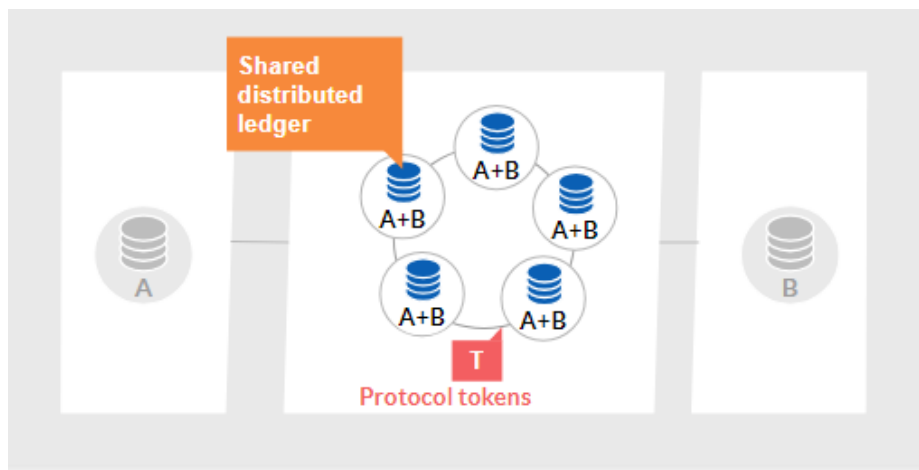 Shared
distributed
ledger
A+B
A+B
A+B
A
B
A+B
A+B
T
Protocol tokens